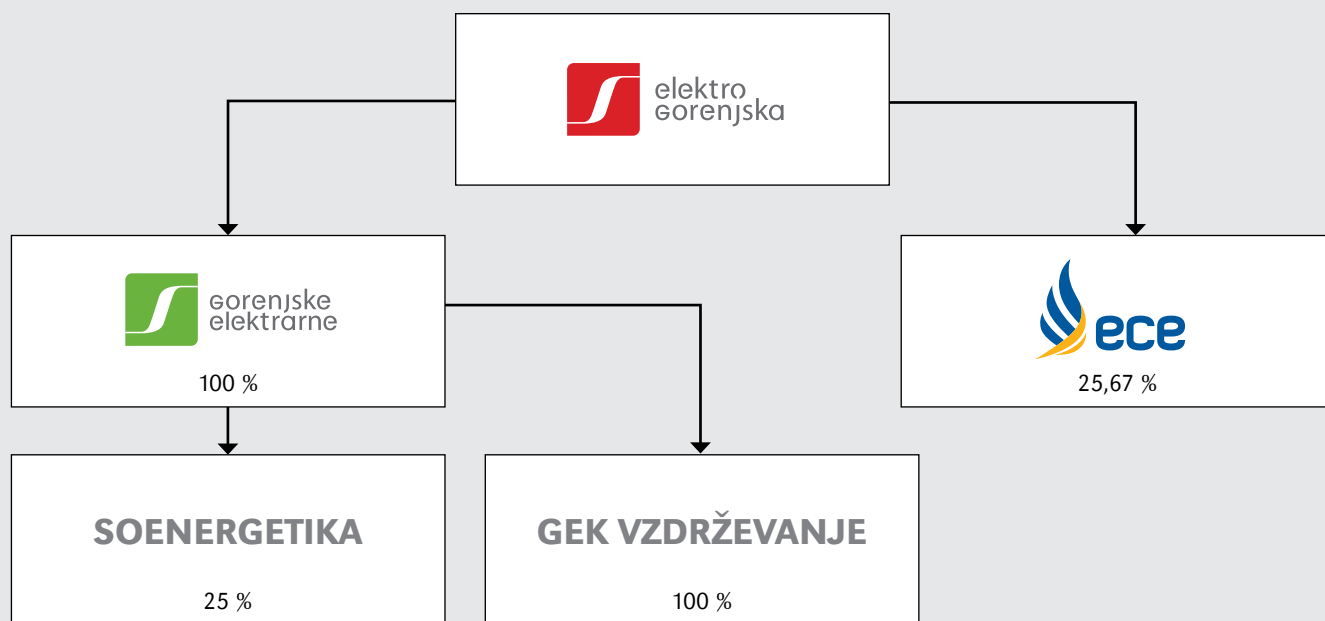 elektro
Gorenjska
Gorenjske
elektrarne
100 %
ece
25,67 %
SOENERGETIKA
25 %
GEK VZDRŽEVANJE
100 %